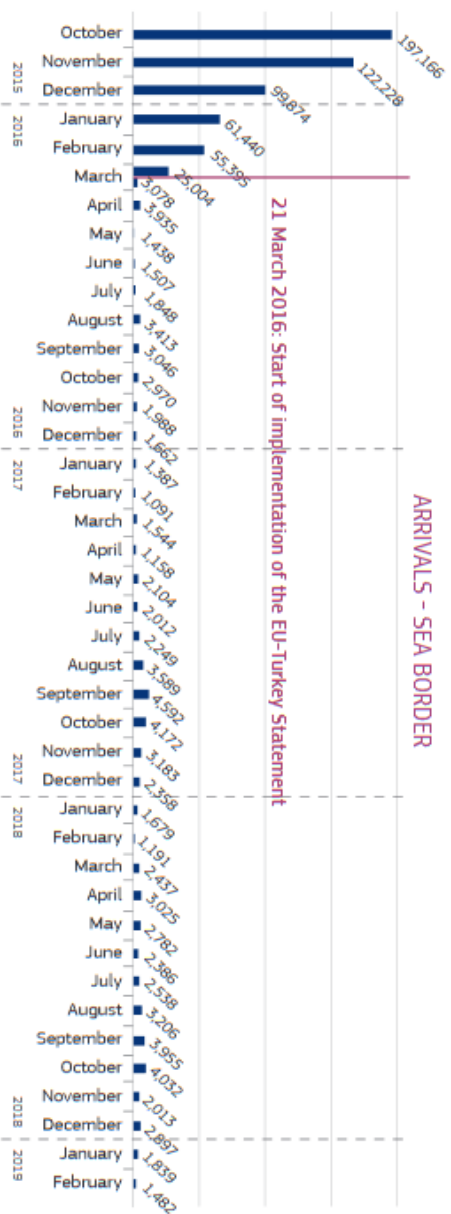 ARRIVALS - SEA BORDER
21 March 2016: Start of implementation of the EU-Turkey Statement
2015
October 197,166
November 122,228
December 99,874
2016
January 61,440
February 55,395
March 25,004
3,078
April 3,935
May 1,438
June 1,507
July 1,848
August 3,413
September 3,046
October 2,970
November 1,988
December 1,662
2016
2017
January 1,387
February 1,091
March 1,544
April 1,158
May 2,104
June 2,012
July 2,249
August 3,589
September 4,592
October 4,172
November 3,183
December 2,358
2017
2018
January 1,679
February 1,191
March 2,437
April 3,025
May 2,782
June 2,386
July 2,538
August 3,206
September 3,955
October 4,032
November 2,013
December 2,897
2018
2019
January 1,839
February 1,482